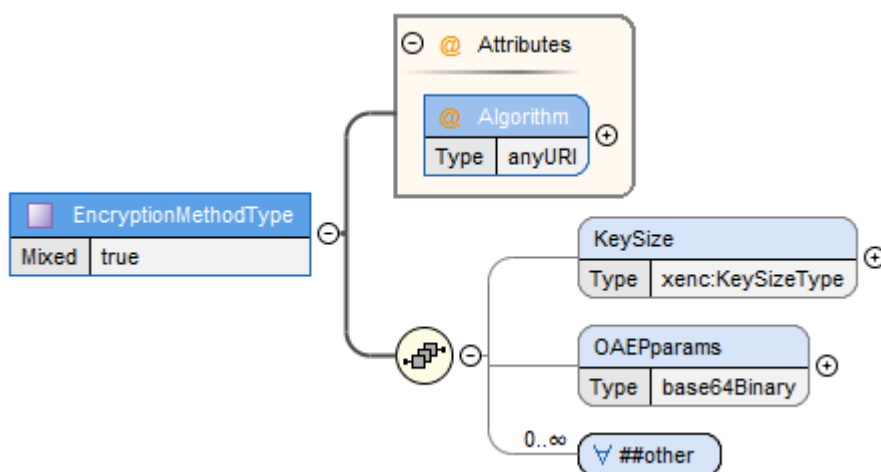 @ Attributes
@ Algorithm
Type anyURI
EncryptionMethodType
Mixed true
KeySize
Type xenc:KeySizeType
OAEPparams
Type base64Binary
0..∞
∀ ##other